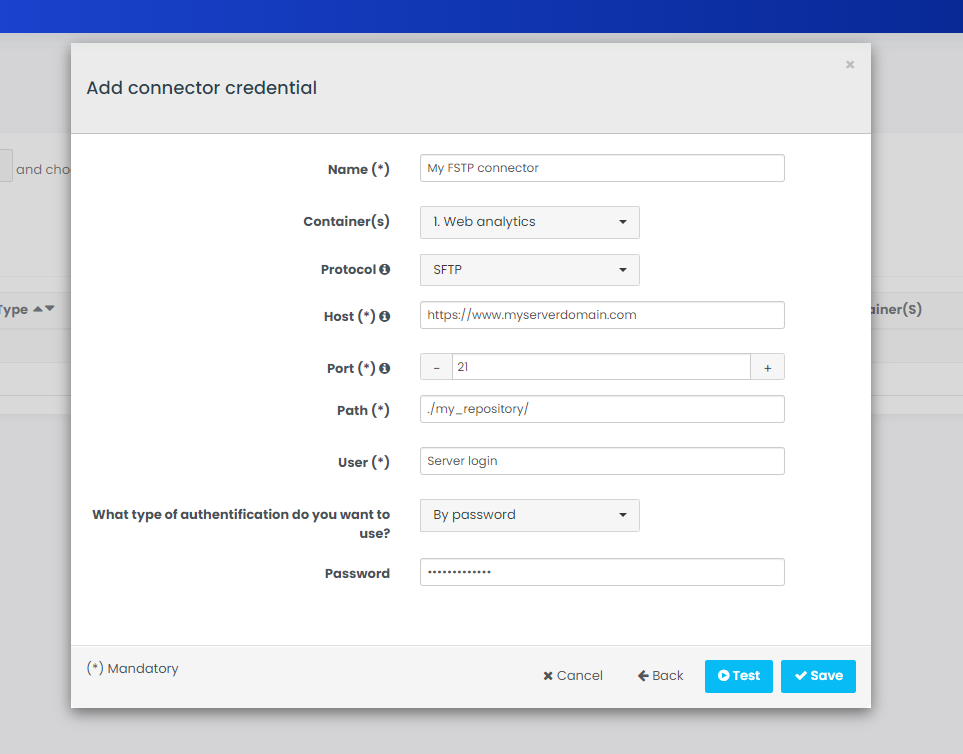 Add connector credential
×
and cho
Name (*)
My FSTP connector
Container(s)
1. Web analytics
Protocol
SFTP
Type
ainer(S)
Host (*)
https://www.myserverdomain.com
Port (*)
- 21 +
Path (*)
./my_repository/
User (*)
Server login
What type of authentification do you want to
use?
By password
Password
•••••••••••••
(*) Mandatory
Cancel
Back
Test
Save